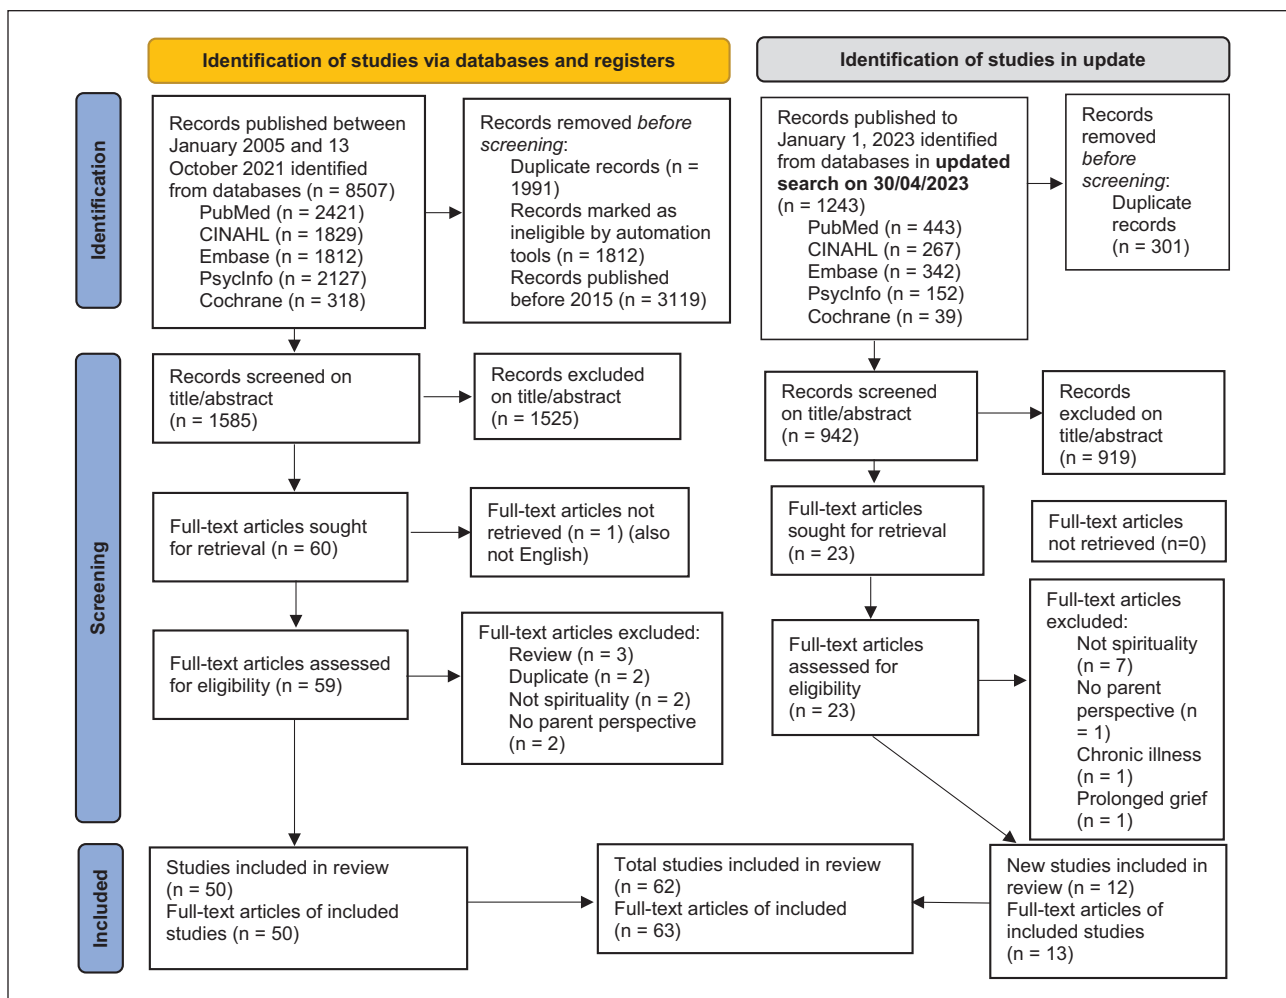 Identification of studies via databases and registers
Identification of studies in update
Identification
Records published between
January 2005 and 13
October 2021 identified
from databases (n = 8507)
PubMed (n = 2421)
CINAHL (n = 1829)
Embase (n = 1812)
PsycInfo (n = 2127)
Cochrane (n = 318)
Records removed before
screening:
Duplicate records (n =
1991)
Records marked as
ineligible by automation
tools (n = 1812)
Records published
before 2015 (n = 3119)
Records published to
January 1, 2023 identified
from databases in updated
search on 30/04/2023
(n = 1243)
PubMed (n = 443)
CINAHL (n = 267)
Embase (n = 342)
PsycInfo (n = 152)
Cochrane (n = 39)
Records
removed
before
screening:
Duplicate
records
(n = 301)
Screening
Records screened on
title/abstract
(n = 1585)
Records excluded
on title/abstract
(n = 1525)
Records screened
on title/abstract
(n = 942)
Records
excluded on
title/abstract
(n = 919)
Full-text articles sought
for retrieval (n = 60)
Full-text articles not
retrieved (n = 1) (also
not English)
Full-text articles
sought for retrieval
(n = 23)
Full-text articles
not retrieved (n=0)
Full-text articles assessed
for eligibility (n = 59)
Full-text articles excluded:
Review (n = 3)
Duplicate (n = 2)
Not spirituality (n = 2)
No parent perspective
(n = 2)
Full-text articles
assessed for
eligibility
(n = 23)
Full-text articles
excluded:
Not spirituality
(n = 7)
No parent
perspective (n
= 1)
Chronic illness
(n = 1)
Prolonged grief
(n = 1)
Included
Studies included in review
(n = 50)
Full-text articles of included
studies (n = 50)
Total studies included in review
(n = 62)
Full-text articles of included
(n = 63)
New studies included in
review (n = 12)
Full-text articles of
included studies
(n = 13)